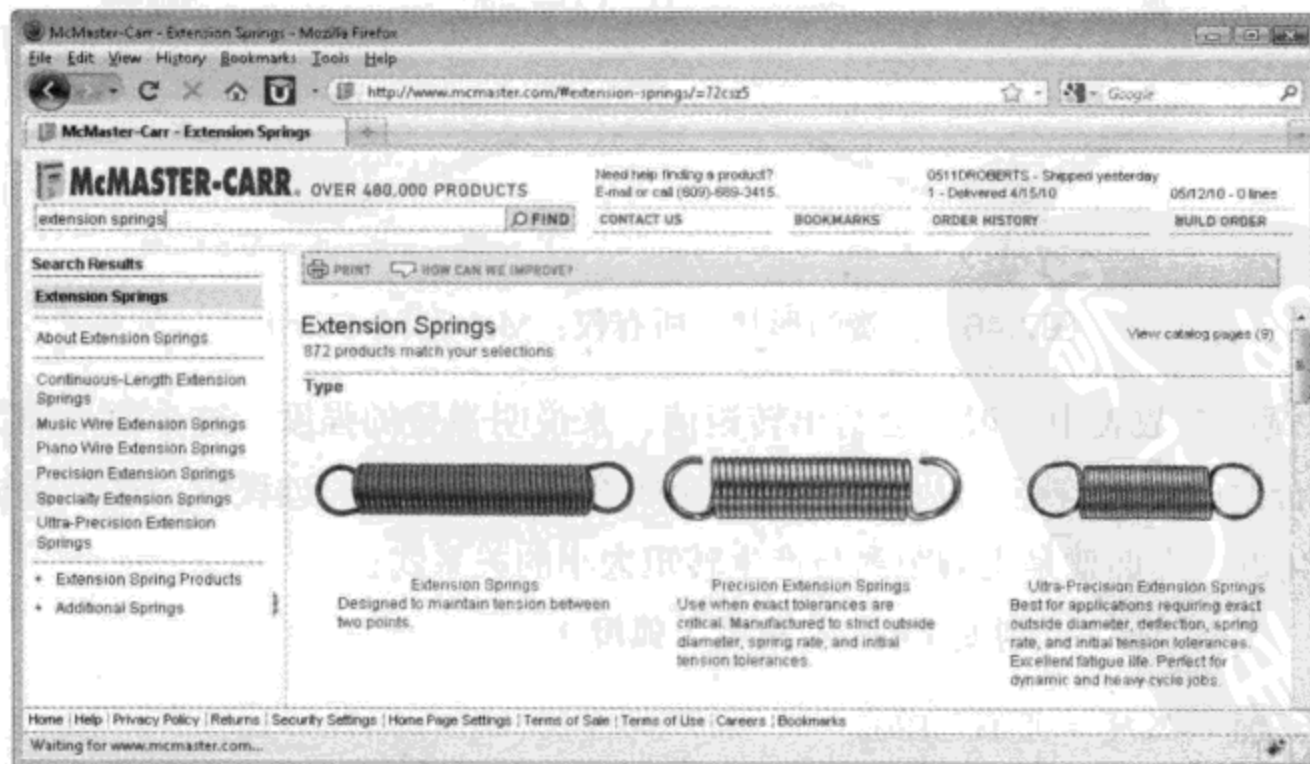 McMaster-Carr - Extension Springs - Mozilla Firefox
File Edit View History Bookmarks Tools Help
http://www.mcmaster.com/#extension-springs/=72csz5
Google
McMaster-Carr - Extension Springs
McMASTER-CARR. OVER 480,000 PRODUCTS
Need help finding a product?
E-mail or call (609)-689-3415.
0511DROBERTS - Shipped yesterday
1 - Delivered 4/15/10
05/12/10 - 0 lines
extension springs
FIND
CONTACT US
BOOKMARKS
ORDER HISTORY
BUILD ORDER
Search Results
Extension Springs
About Extension Springs
Continuous-Length Extension
Springs
Music Wire Extension Springs
Piano Wire Extension Springs
Precision Extension Springs
Specialty Extension Springs
Ultra-Precision Extension
Springs
+ Extension Spring Products
+ Additional Springs
PRINT HOW CAN WE IMPROVE?
Extension Springs
872 products match your selections
View catalog pages (9)
Type
Extension Springs
Designed to maintain tension between
two points.
Precision Extension Springs
Use when exact tolerances are
critical. Manufactured to strict outside
diameter, spring rate, and initial
tension tolerances.
Ultra-Precision Extension Springs
Best for applications requiring exact
outside diameter, deflection, spring
rate, and initial tension tolerances.
Excellent fatigue life. Perfect for
dynamic and heavy-cycle jobs.
Home | Help | Privacy Policy | Returns | Security Settings | Home Page Settings | Terms of Sale | Terms of Use | Careers | Bookmarks
Waiting for www.mcmaster.com...